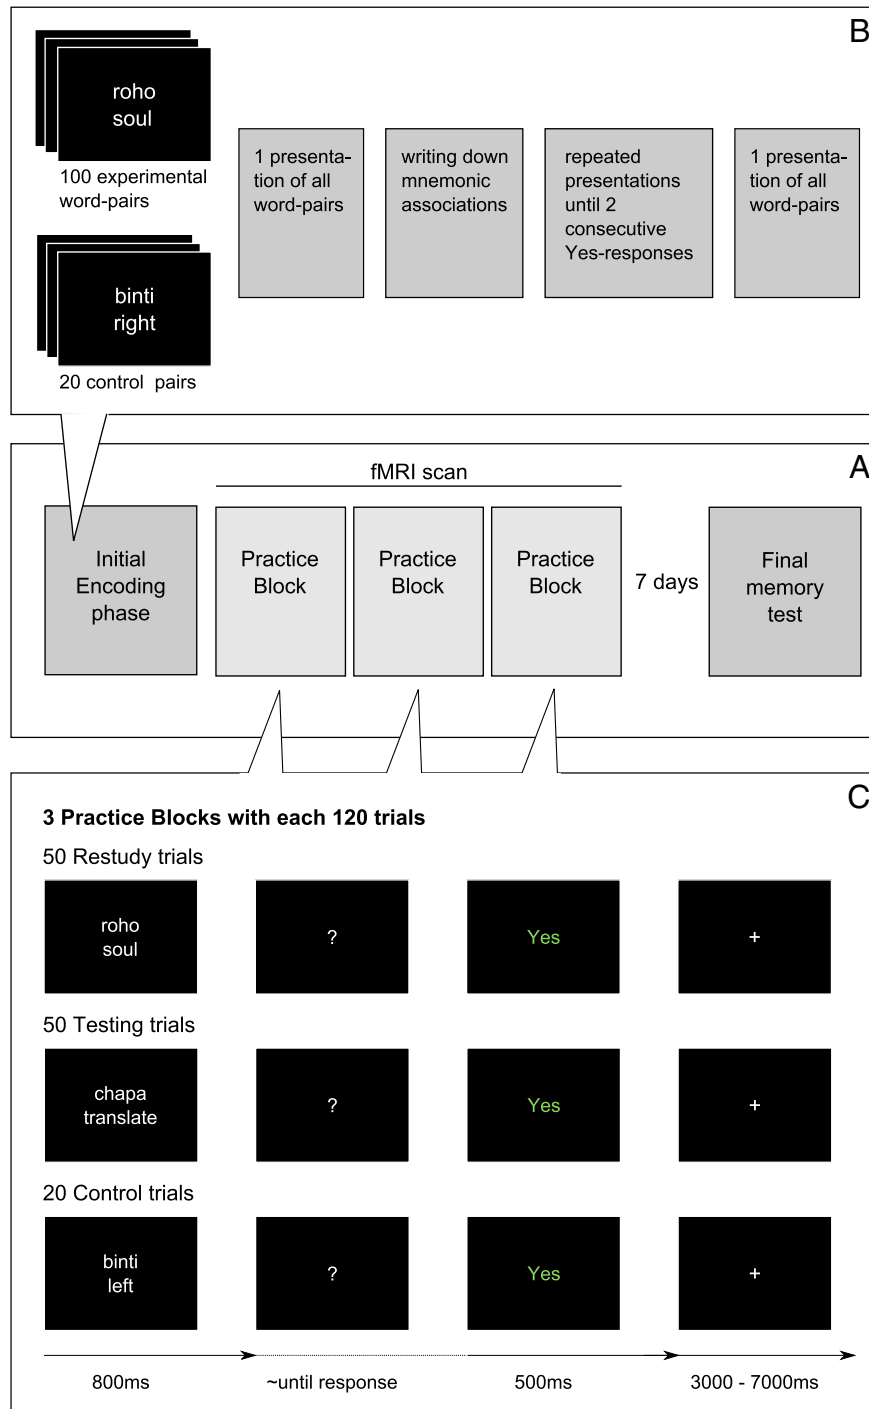 B
roho
soul
100 experimental
word-pairs
binti
right
20 control pairs
1 presenta-
tion of all
word-pairs
writing down
mnemonic
associations
repeated
presentations
until 2
consecutive
Yes-responses
1 presenta-
tion of all
word-pairs
A
fMRI scan
Initial
Encoding
phase
Practice
Block
Practice
Block
Practice
Block
7 days
Final
memory
test
C
3 Practice Blocks with each 120 trials
50 Restudy trials
roho
soul
?
Yes
+
50 Testing trials
chapa
translate
?
Yes
+
20 Control trials
binti
left
?
Yes
+
800ms
~until response
500ms
3000 - 7000ms